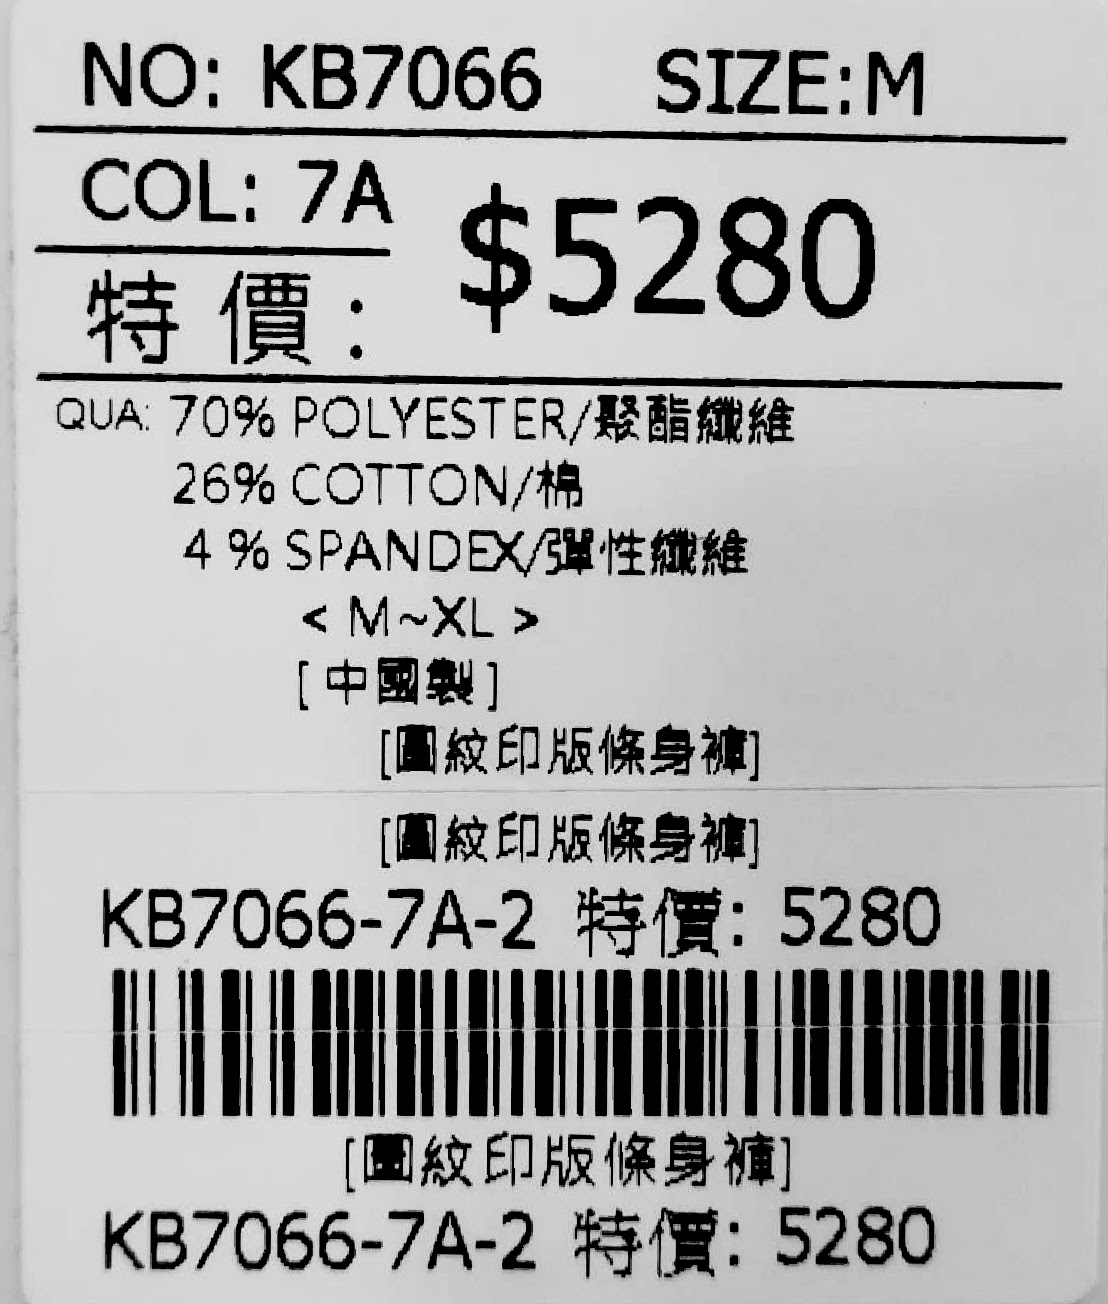 NO: KB7066 SIZE:M
COL: 7A
特價: $5280
QUA: 70% POLYESTER/聚酯纖維
26% COTTON/棉
4 % SPANDEX/彈性纖維
< M~XL >
[ 中國製 ]
[圖紋印版條身褲]
[圖紋印版條身褲]
KB7066-7A-2 特價: 5280
[圖紋印版條身褲]
KB7066-7A-2 特價: 5280